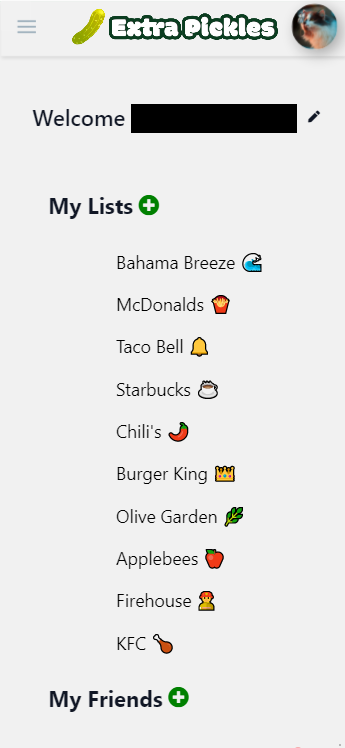 Extra Pickles
Welcome
My Lists
Bahama Breeze 🌊
McDonalds 🍟
Taco Bell 🔔
Starbucks ☕
Chili's 🌶️
Burger King 👑
Olive Garden 🌿
Applebees 🍎
Firehouse 🧑‍🚒
KFC 🍗
My Friends